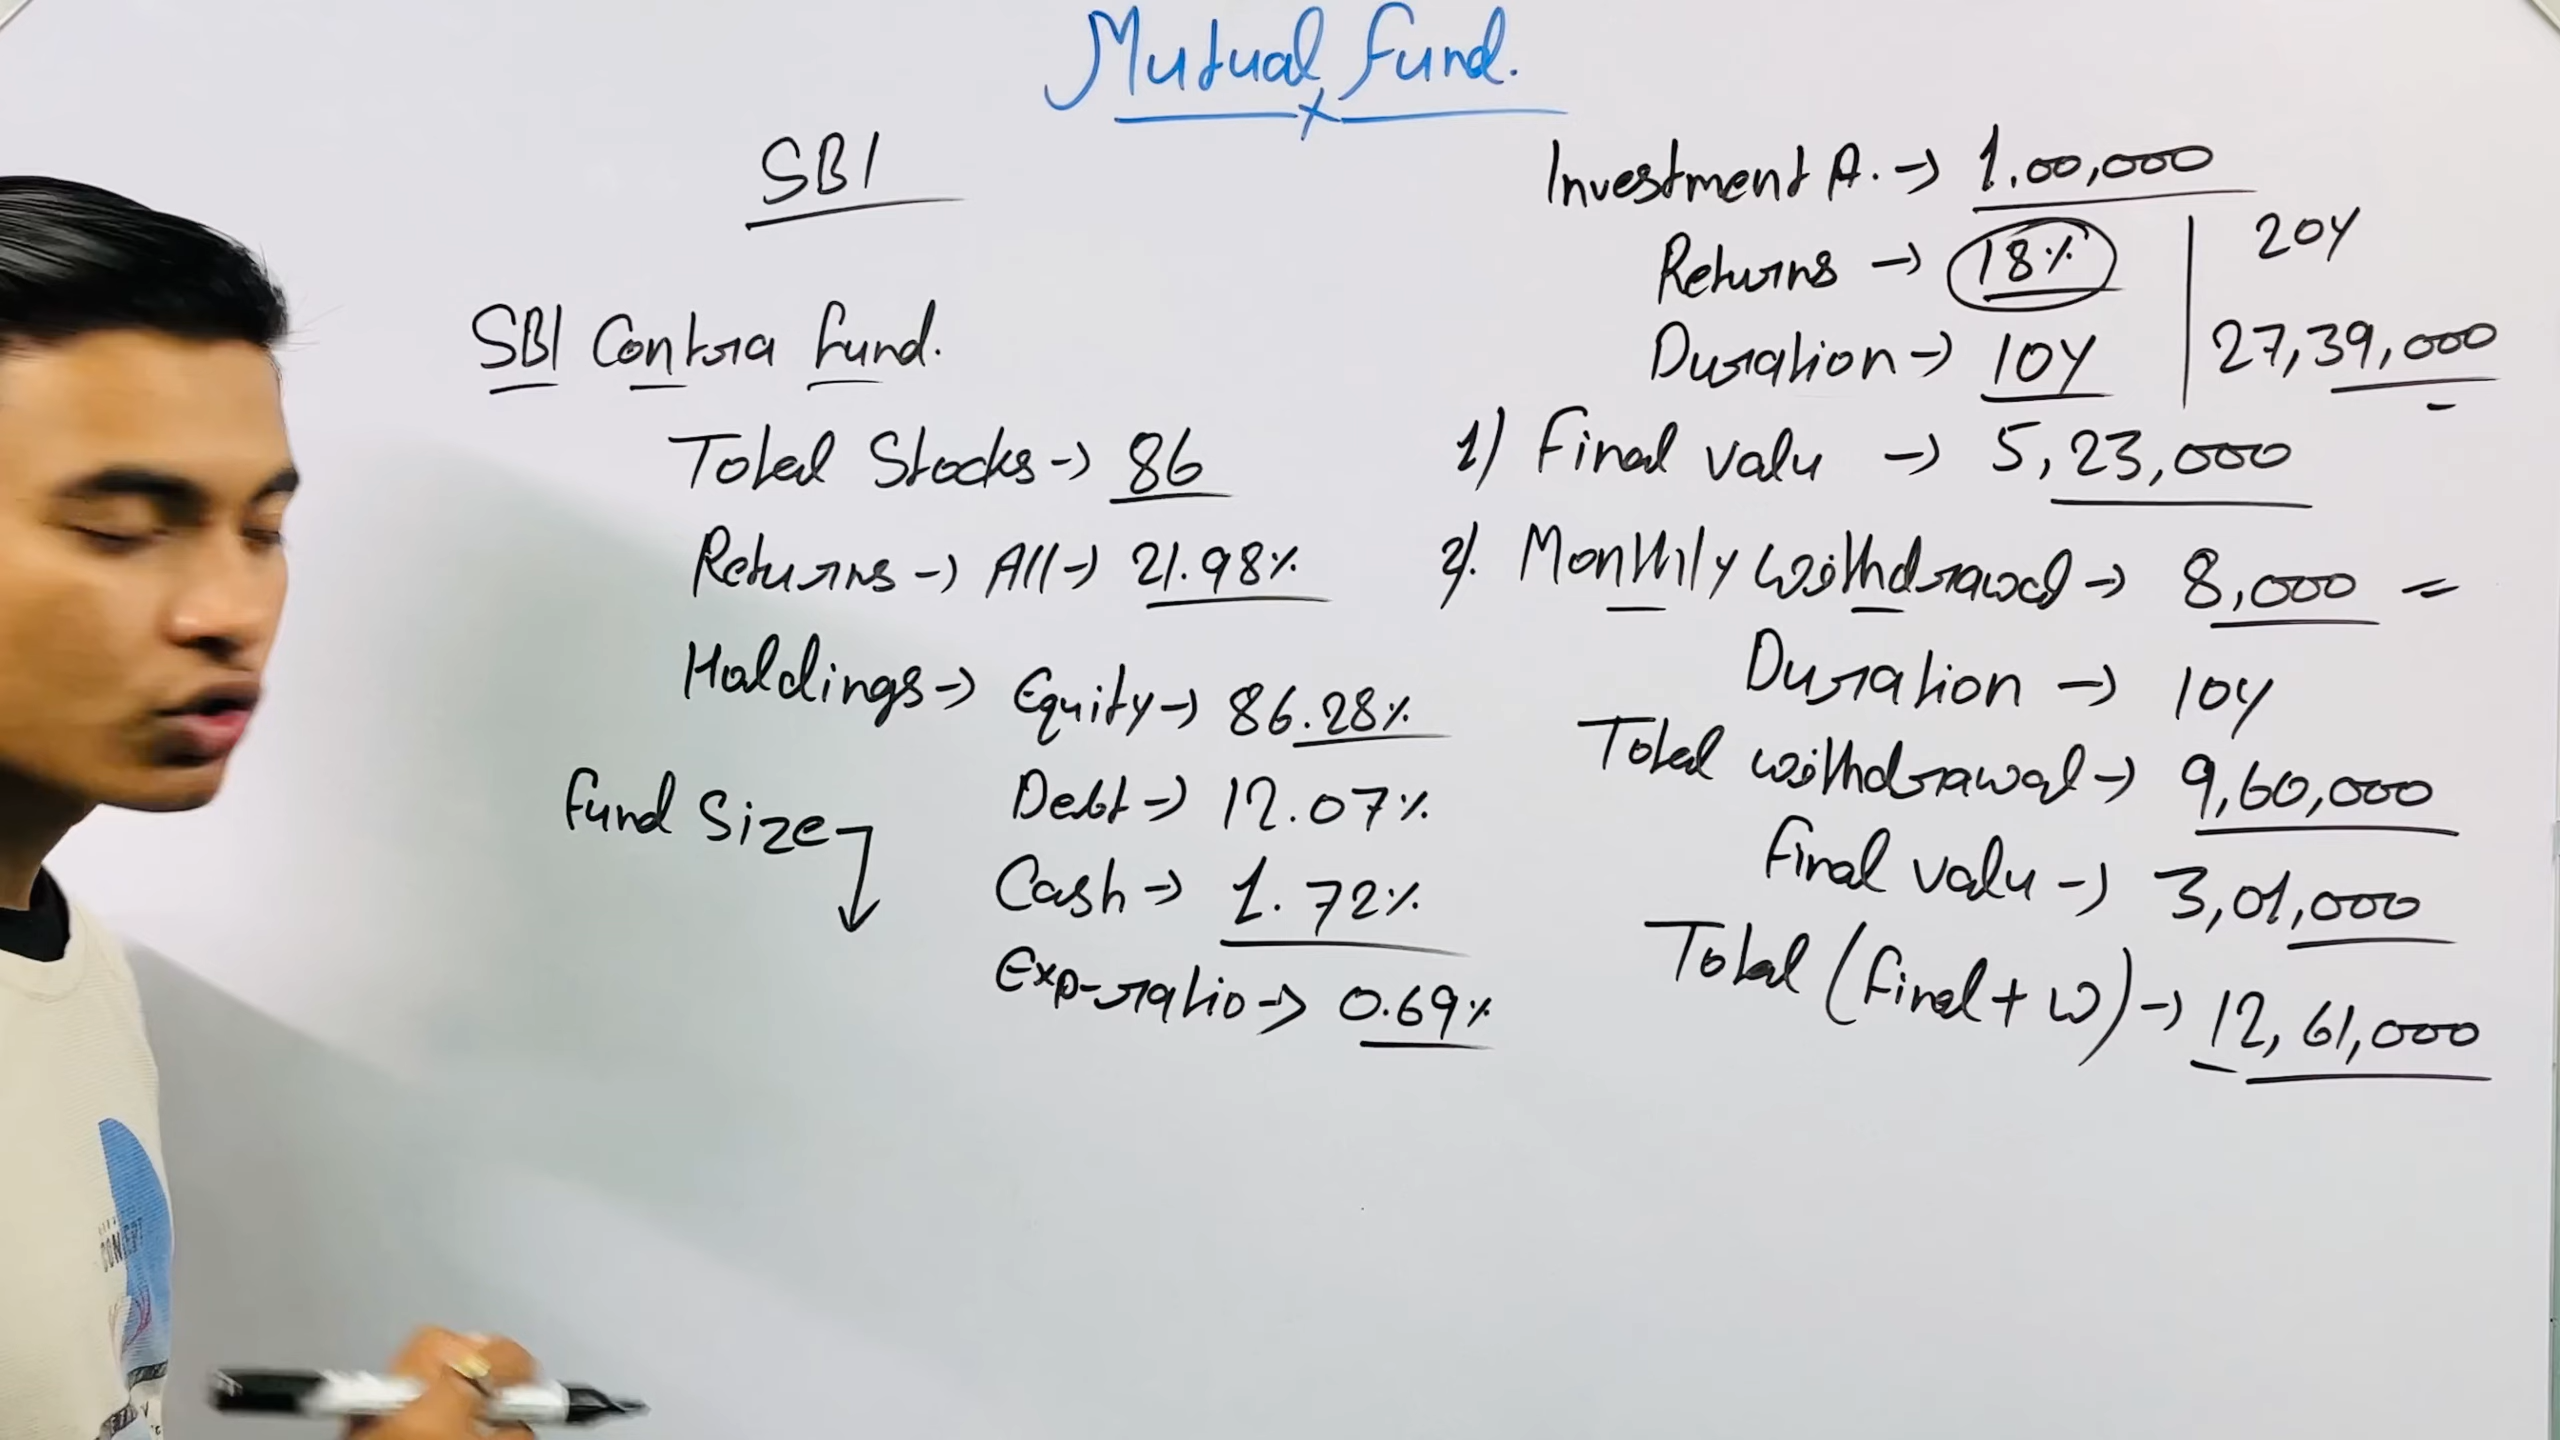 Mutual Fund.
SBI
SBI Contra Fund.
Total Stocks -> 86
Returns -> All -> 21.98%
Holdings -> Equity -> 86.28%
Debt -> 12.07%
Cash -> 1.72%
Exp-ratio -> 0.69%
Fund Size
Investment A. -> 1,00,000
Returns -> 18%
Duration -> 10Y
20Y
27,39,000
1) Final valu -> 5,23,000
2). Monthly withdrawal -> 8,000 =
Duration -> 10Y
Total withdrawal -> 9,60,000
Final valu -> 3,01,000
Total (Final + W) -> 12,61,000